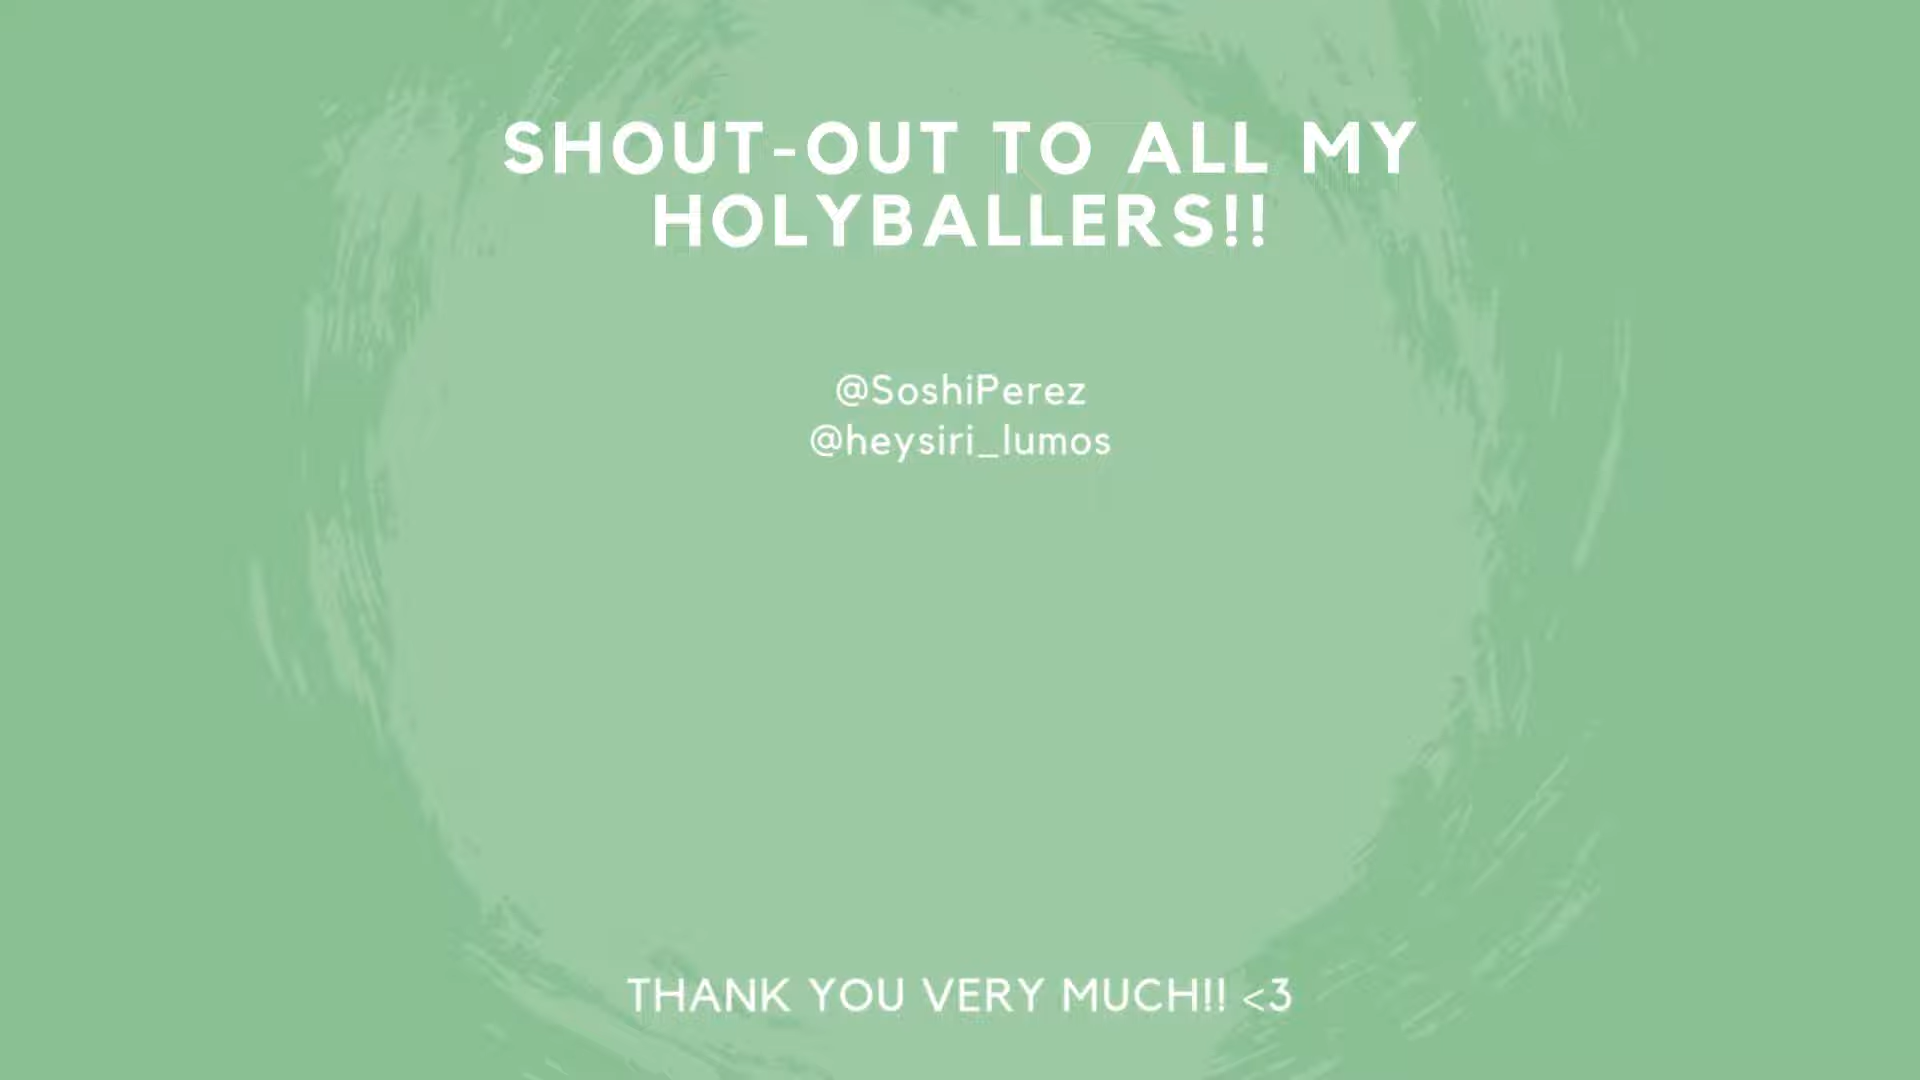 SHOUT-OUT TO ALL MY
HOLYBALLERS!!
@SoshiPerez
@heysiri_lumos
THANK YOU VERY MUCH!! <3